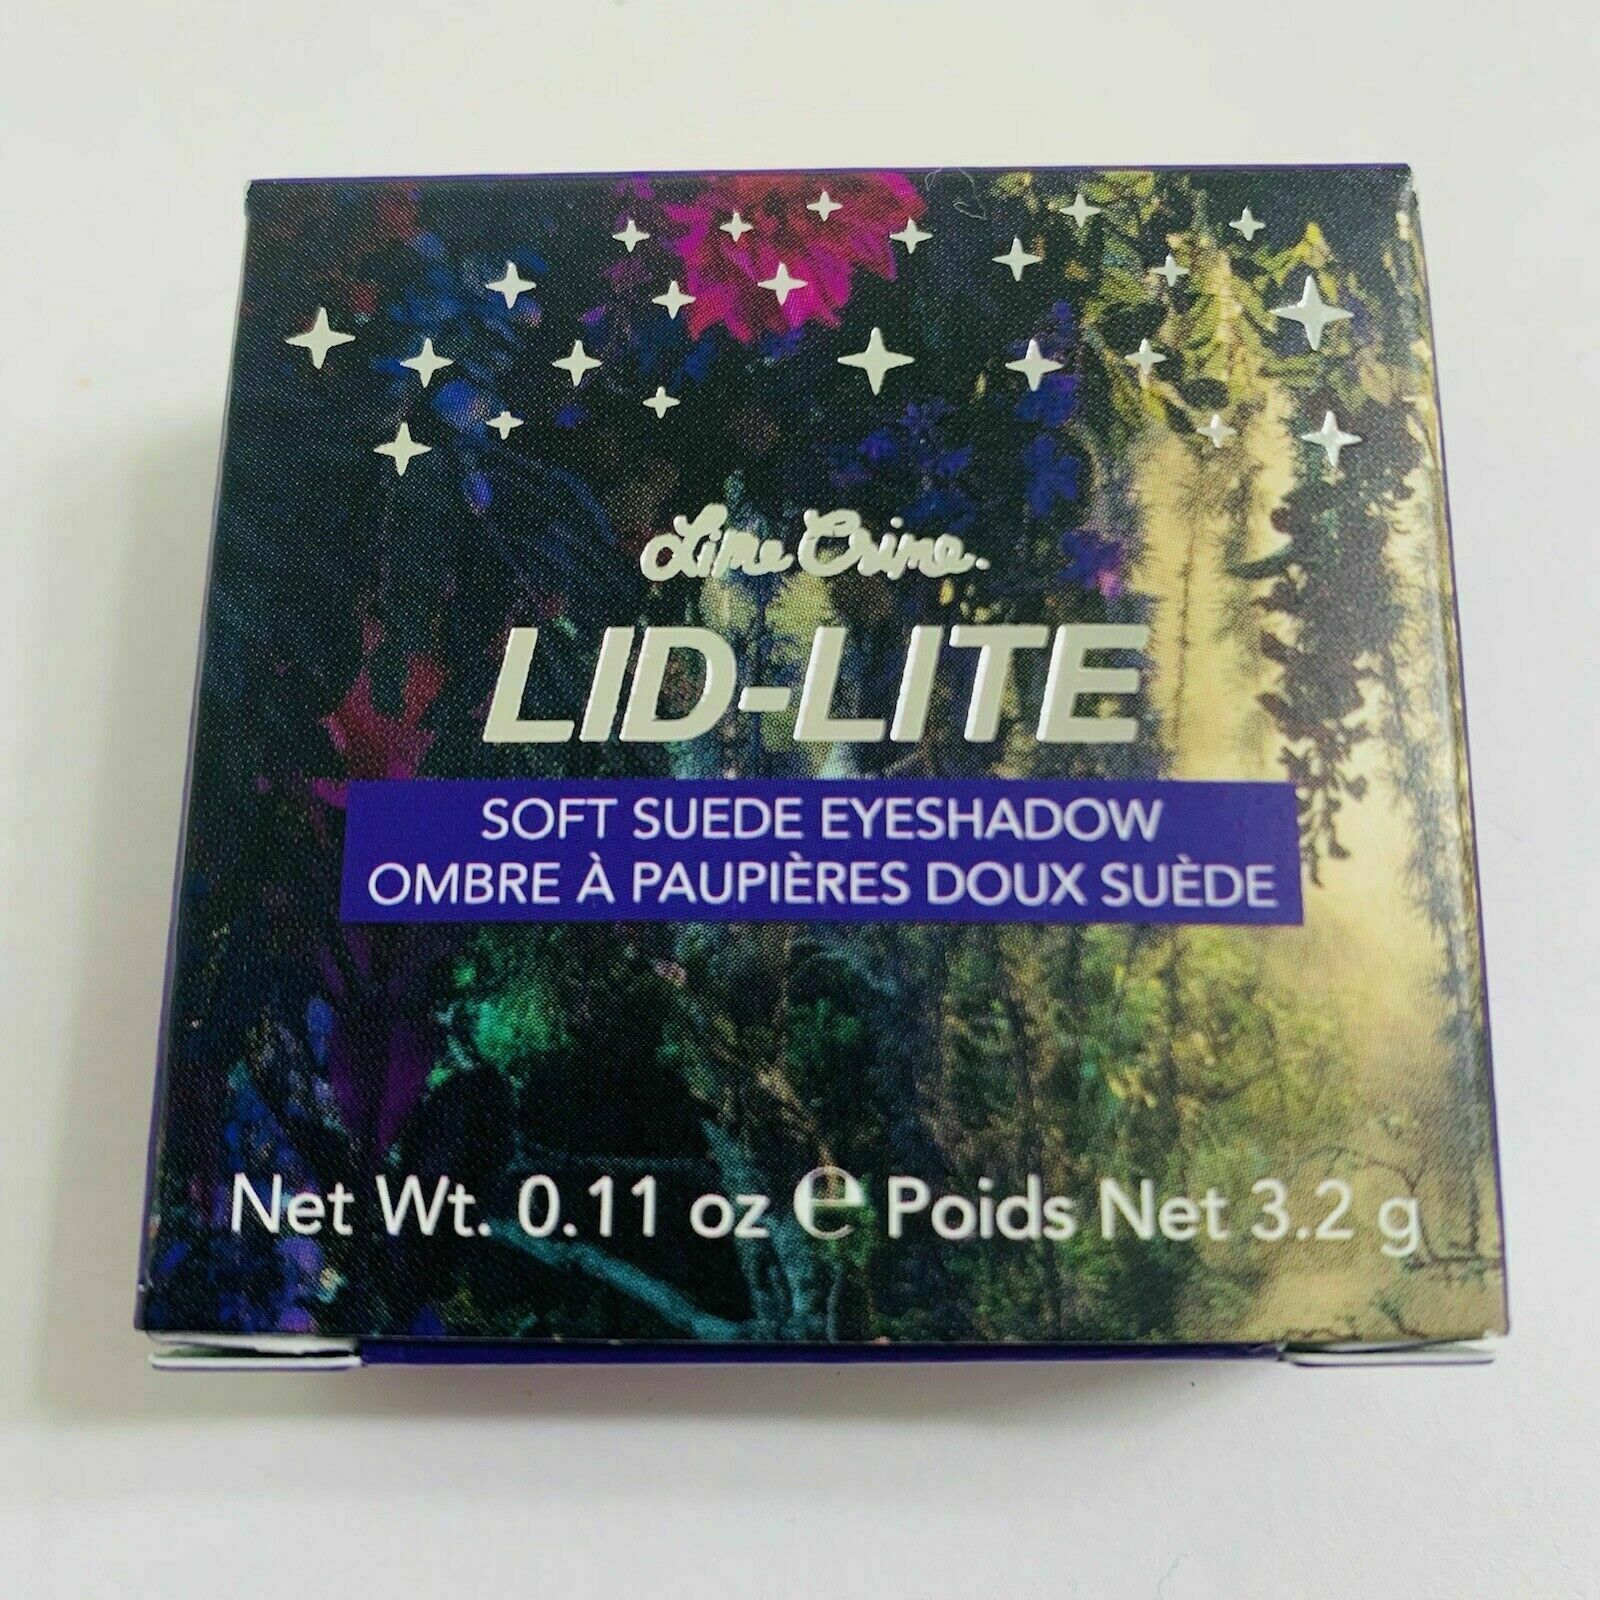 Lime Crime.
LID-LITE
SOFT SUEDE EYESHADOW
OMBRE À PAUPIÈRES DOUX SUÈDE
Net Wt. 0.11 oz ℮ Poids Net 3.2 g